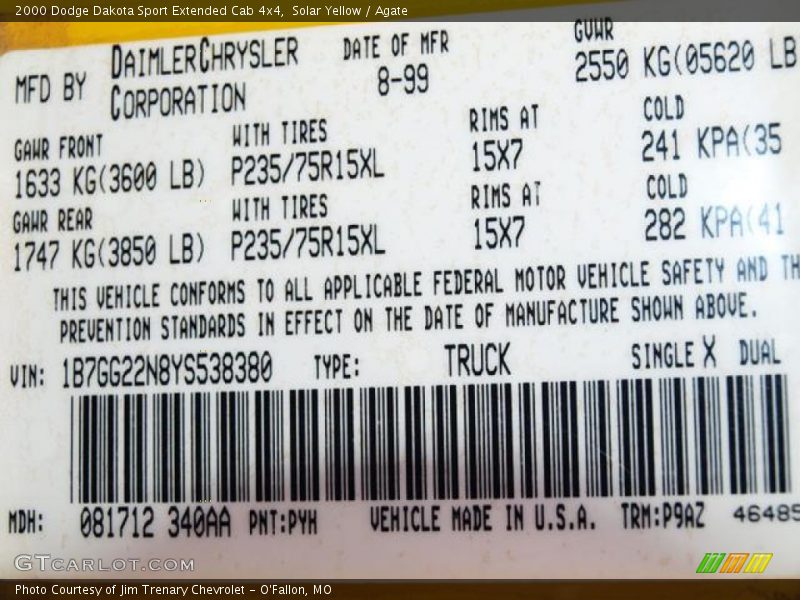 2000 Dodge Dakota Sport Extended Cab 4x4,  Solar Yellow / Agate
MFD BY DAIMLERCHRYSLER CORPORATION DATE OF MFR 8-99 GVWR 2550 KG(05620 LB
GAWR FRONT WITH TIRES RIMS AT COLD
1633 KG(3600 LB) P235/75R15XL 15X7 241 KPA(35
GAWR REAR WITH TIRES RIMS AT COLD
1747 KG(3850 LB) P235/75R15XL 15X7 282 KPA(41
THIS VEHICLE CONFORMS TO ALL APPLICABLE FEDERAL MOTOR VEHICLE SAFETY AND TH
PREVENTION STANDARDS IN EFFECT ON THE DATE OF MANUFACTURE SHOWN ABOVE.
VIN: 1B7GG22N8YS538380 TYPE: TRUCK SINGLE X DUAL
MDH: 081712 340AA PNT:PYH VEHICLE MADE IN U.S.A. TRM:P9AZ 46485
GTCARLOT.COM
Photo Courtesy of Jim Trenary Chevrolet - O'Fallon, MO